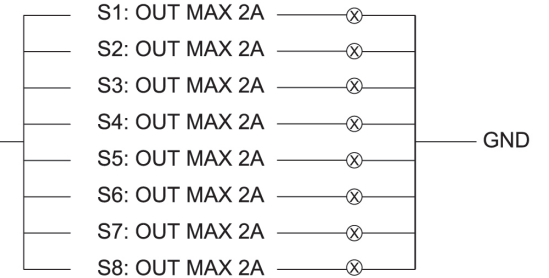 S1: OUT MAX 2A
S2: OUT MAX 2A
S3: OUT MAX 2A
S4: OUT MAX 2A
GND
S5: OUT MAX 2A
S6: OUT MAX 2A
S7: OUT MAX 2A
S8: OUT MAX 2A